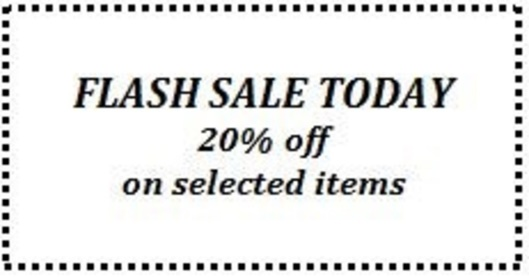 FLASH SALE TODAY
20% off
on selected items